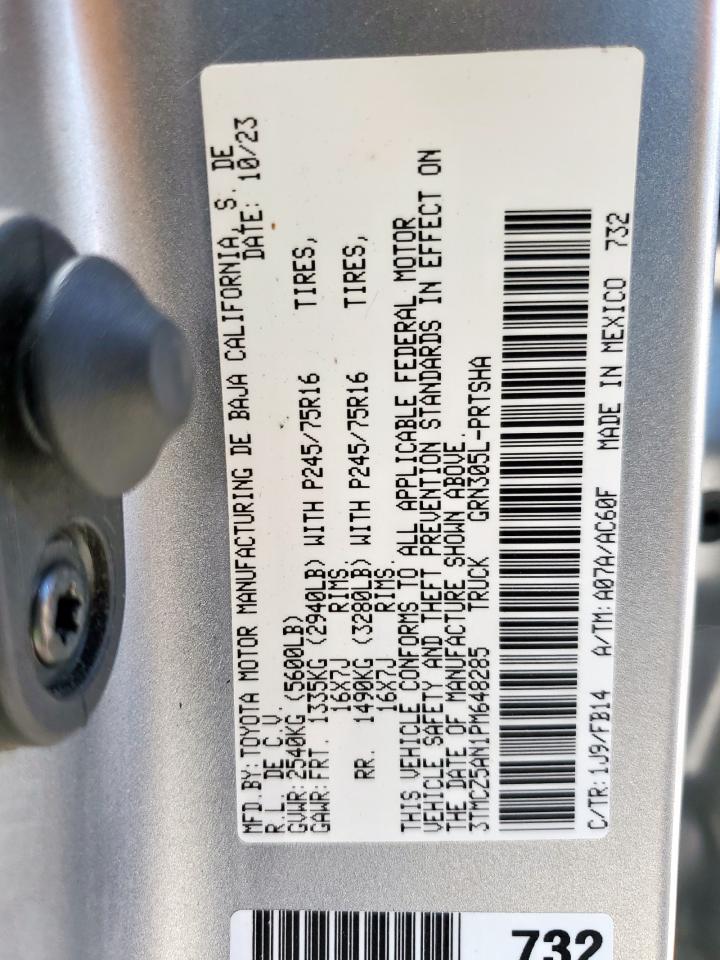 MFD.BY: TOYOTA MOTOR MANUFACTURING DE BAJA CALIFORNIA, S. DE
R.L. DE C.V. DATE: 10/23
GVWR: 2540KG (5600LB)
GAWR: FRT. 1335KG (2940LB) WITH P245/75R16 TIRES,
16X7J RIMS.
RR. 1490KG (3280LB) WITH P245/75R16 TIRES,
16X7J RIMS.
THIS VEHICLE CONFORMS TO ALL APPLICABLE FEDERAL MOTOR
VEHICLE SAFETY AND THEFT PREVENTION STANDARDS IN EFFECT ON
THE DATE OF MANUFACTURE SHOWN ABOVE.
3TMCZ5AN1PM648285 TRUCK GRN305L-PRTSHA
C/TR: 1J9/FB14 A/TM: A07A/AC60F MADE IN MEXICO 732
732